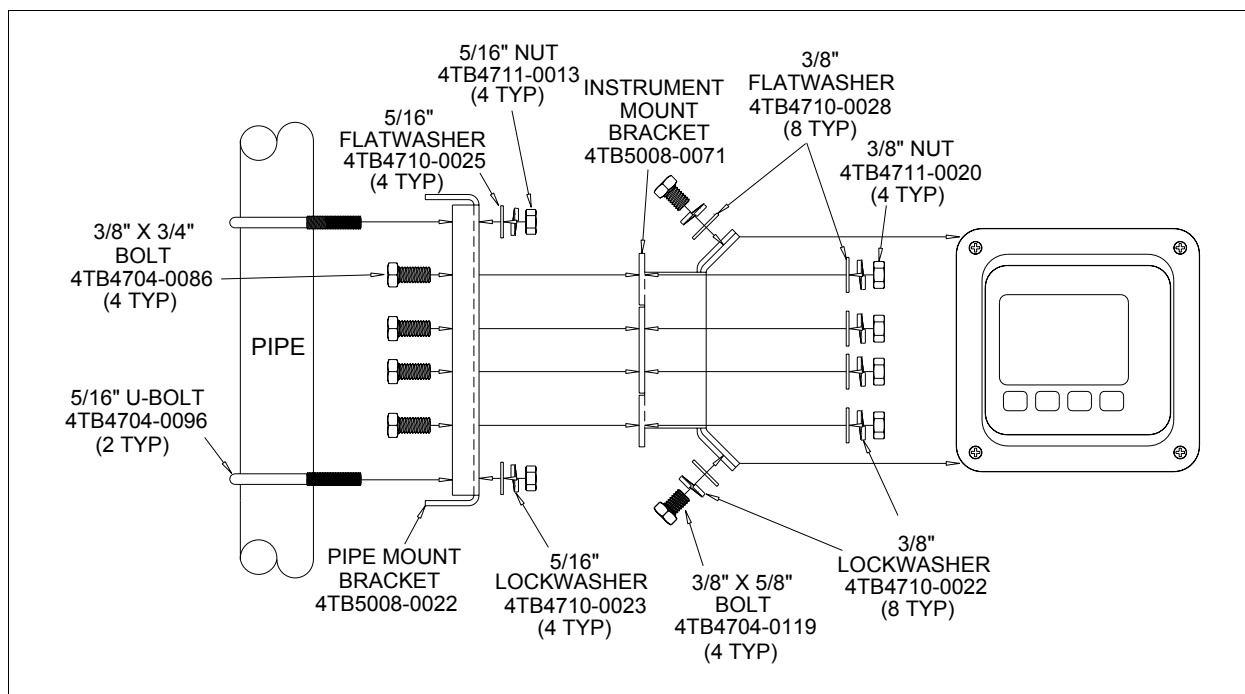 5/16" NUT
4TB4711-0013
(4 TYP)
5/16"
FLATWASHER
4TB4710-0025
(4 TYP)
INSTRUMENT
MOUNT
BRACKET
4TB5008-0071
3/8"
FLATWASHER
4TB4710-0028
(8 TYP)
3/8" NUT
4TB4711-0020
(4 TYP)
3/8" X 3/4"
BOLT
4TB4704-0086
(4 TYP)
PIPE
5/16" U-BOLT
4TB4704-0096
(2 TYP)
PIPE MOUNT
BRACKET
4TB5008-0022
5/16"
LOCKWASHER
4TB4710-0023
(4 TYP)
3/8" X 5/8"
BOLT
4TB4704-0119
(4 TYP)
3/8"
LOCKWASHER
4TB4710-0022
(8 TYP)